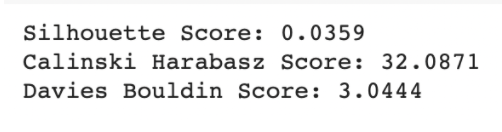 Silhouette Score: 0.0359
Calinski Harabasz Score: 32.0871
Davies Bouldin Score: 3.0444